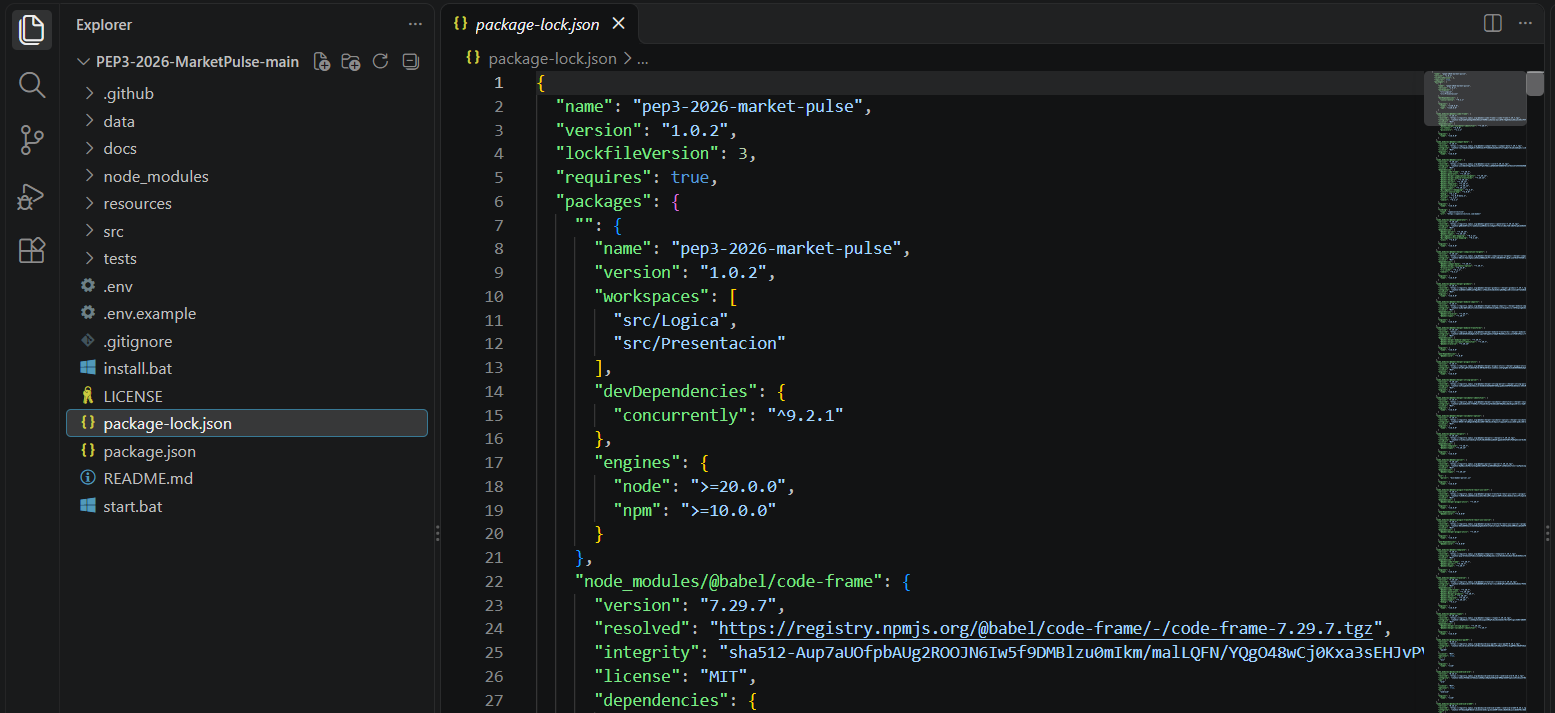 Explorer
PEP3-2026-MarketPulse-main
.github
data
docs
node_modules
resources
src
tests
.env
.env.example
.gitignore
install.bat
LICENSE
package-lock.json
package.json
README.md
start.bat
package-lock.json
package-lock.json > ...
1 {
2 "name": "pep3-2026-market-pulse",
3 "version": "1.0.2",
4 "lockfileVersion": 3,
5 "requires": true,
6 "packages": {
7 "": {
8 "name": "pep3-2026-market-pulse",
9 "version": "1.0.2",
10 "workspaces": [
11 "src/Logica",
12 "src/Presentacion"
13 ],
14 "devDependencies": {
15 "concurrently": "^9.2.1"
16 },
17 "engines": {
18 "node": ">=20.0.0",
19 "npm": ">=10.0.0"
20 }
21 },
22 "node_modules/@babel/code-frame": {
23 "version": "7.29.7",
24 "resolved": "https://registry.npmjs.org/@babel/code-frame/-/code-frame-7.29.7.tgz",
25 "integrity": "sha512-Aup7aUOfpbAUg2ROOJN6Iw5f9DMBlzu0mIkm/malLQFN/YQgO48wCj0Kxa3sEHJvP
26 "license": "MIT",
27 "dependencies": {